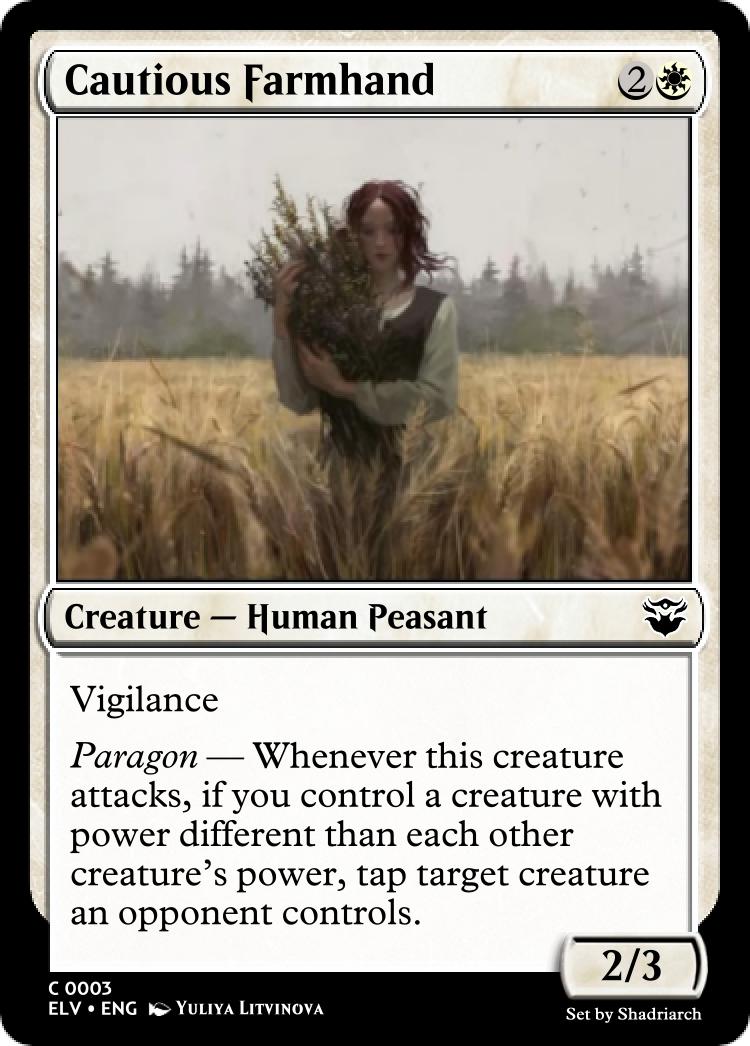 Cautious Farmhand 2
Creature — Human Peasant
Vigilance
Paragon — Whenever this creature
attacks, if you control a creature with
power different than each other
creature's power, tap target creature
an opponent controls.
2/3
C 0003
ELV • ENG Yuliya Litvinova
Set by Shadriarch